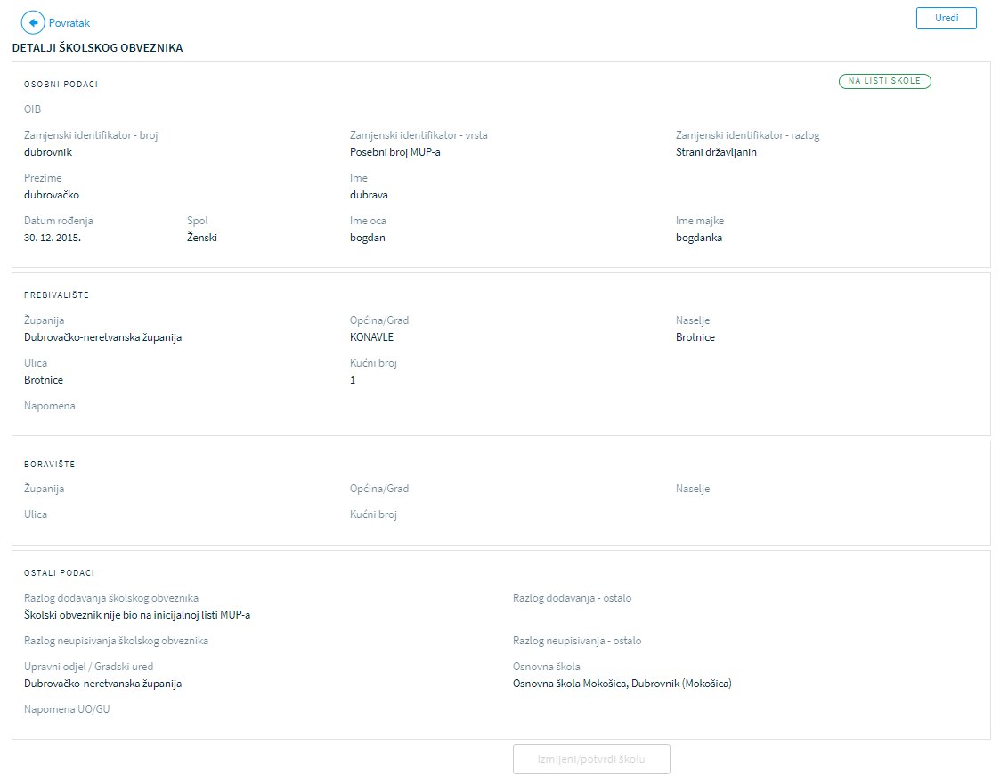 Povratak
Uredi
DETALJI ŠKOLSKOG OBVEZNIKA
OSOBNI PODACI
NA LISTI ŠKOLE
OIB
Zamjenski identifikator - broj
Zamjenski identifikator - vrsta
Zamjenski identifikator - razlog
dubrovnik
Posebni broj MUP-a
Strani državljanin
Prezime
Ime
dubrovačko
dubrava
Datum rođenja
Spol
Ime oca
Ime majke
30. 12. 2015.
Ženski
bogdan
bogdanka
PREBIVALIŠTE
Županija
Općina/Grad
Naselje
Dubrovačko-neretvanska županija
KONAVLE
Brotnice
Ulica
Kućni broj
Brotnice
1
Napomena
BORAVIŠTE
Županija
Općina/Grad
Naselje
Ulica
Kućni broj
OSTALI PODACI
Razlog dodavanja školskog obveznika
Razlog dodavanja - ostalo
Školski obveznik nije bio na inicijalnoj listi MUP-a
Razlog neupisivanja školskog obveznika
Razlog neupisivanja - ostalo
Upravni odjel / Gradski ured
Osnovna škola
Dubrovačko-neretvanska županija
Osnovna škola Mokošica, Dubrovnik (Mokošica)
Napomena UO/GU
Izmijeni/potvrdi školu